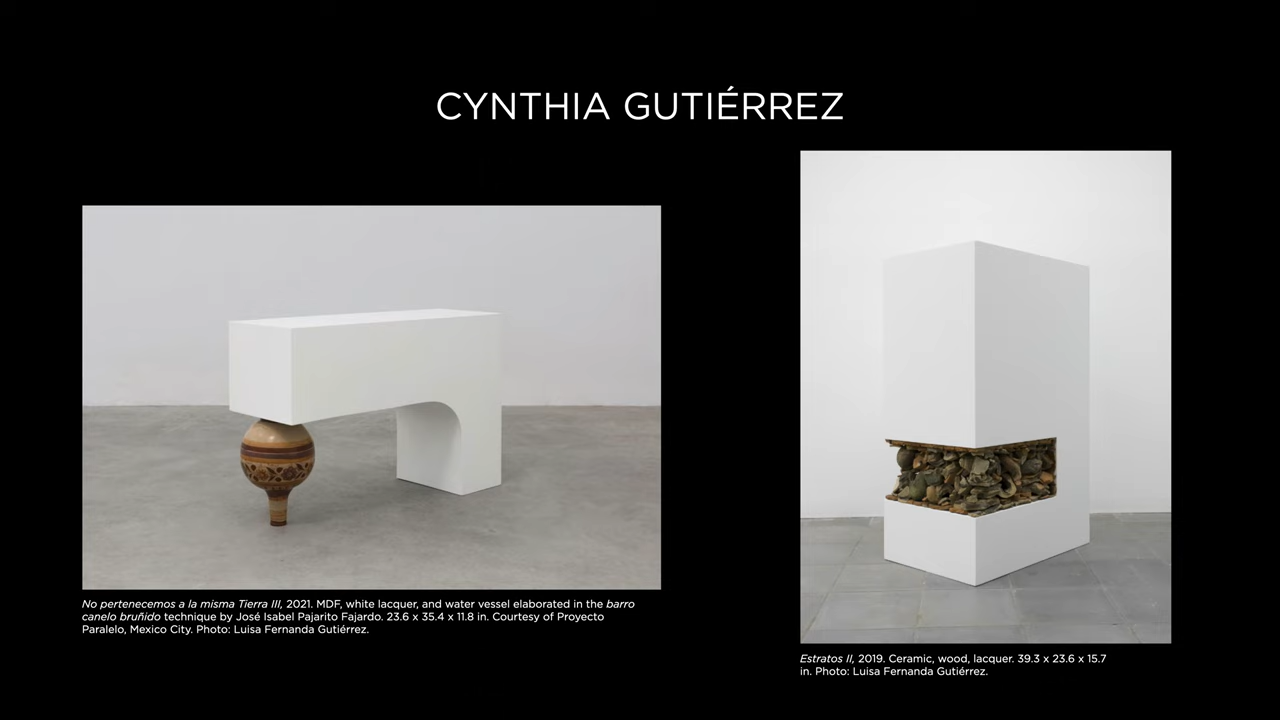 CYNTHIA GUTIÉRREZ
No pertenecemos a la misma Tierra III, 2021. MDF, white lacquer, and water vessel elaborated in the barro
canelo bruñido technique by José Isabel Pajarito Fajardo. 23.6 x 35.4 x 11.8 in. Courtesy of Proyecto
Paralelo, Mexico City. Photo: Luisa Fernanda Gutiérrez.
Estratos II, 2019. Ceramic, wood, lacquer. 39.3 x 23.6 x 15.7
in. Photo: Luisa Fernanda Gutiérrez.